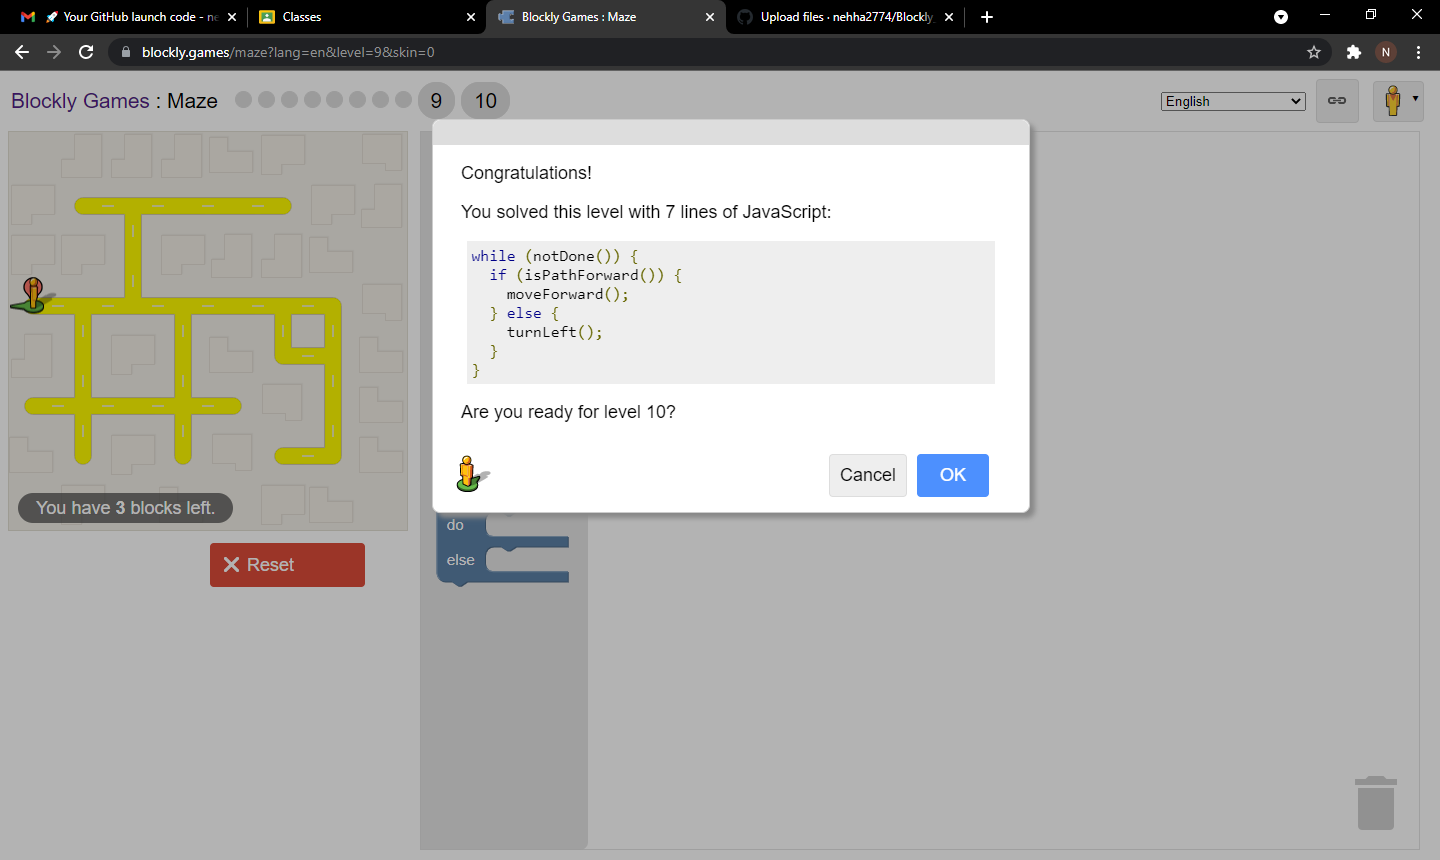 Your GitHub launch code - ne
Classes
Blockly Games : Maze
Upload files · nehha2774/Blockly_
blockly.games/maze?lang=en&level=9&skin=0
N
Blockly Games : Maze
9
10
English
Congratulations!
You solved this level with 7 lines of JavaScript:
while (notDone()) {
if (isPathForward()) {
moveForward();
} else {
turnLeft();
}
}
Are you ready for level 10?
Cancel
OK
You have 3 blocks left.
do
else
Reset